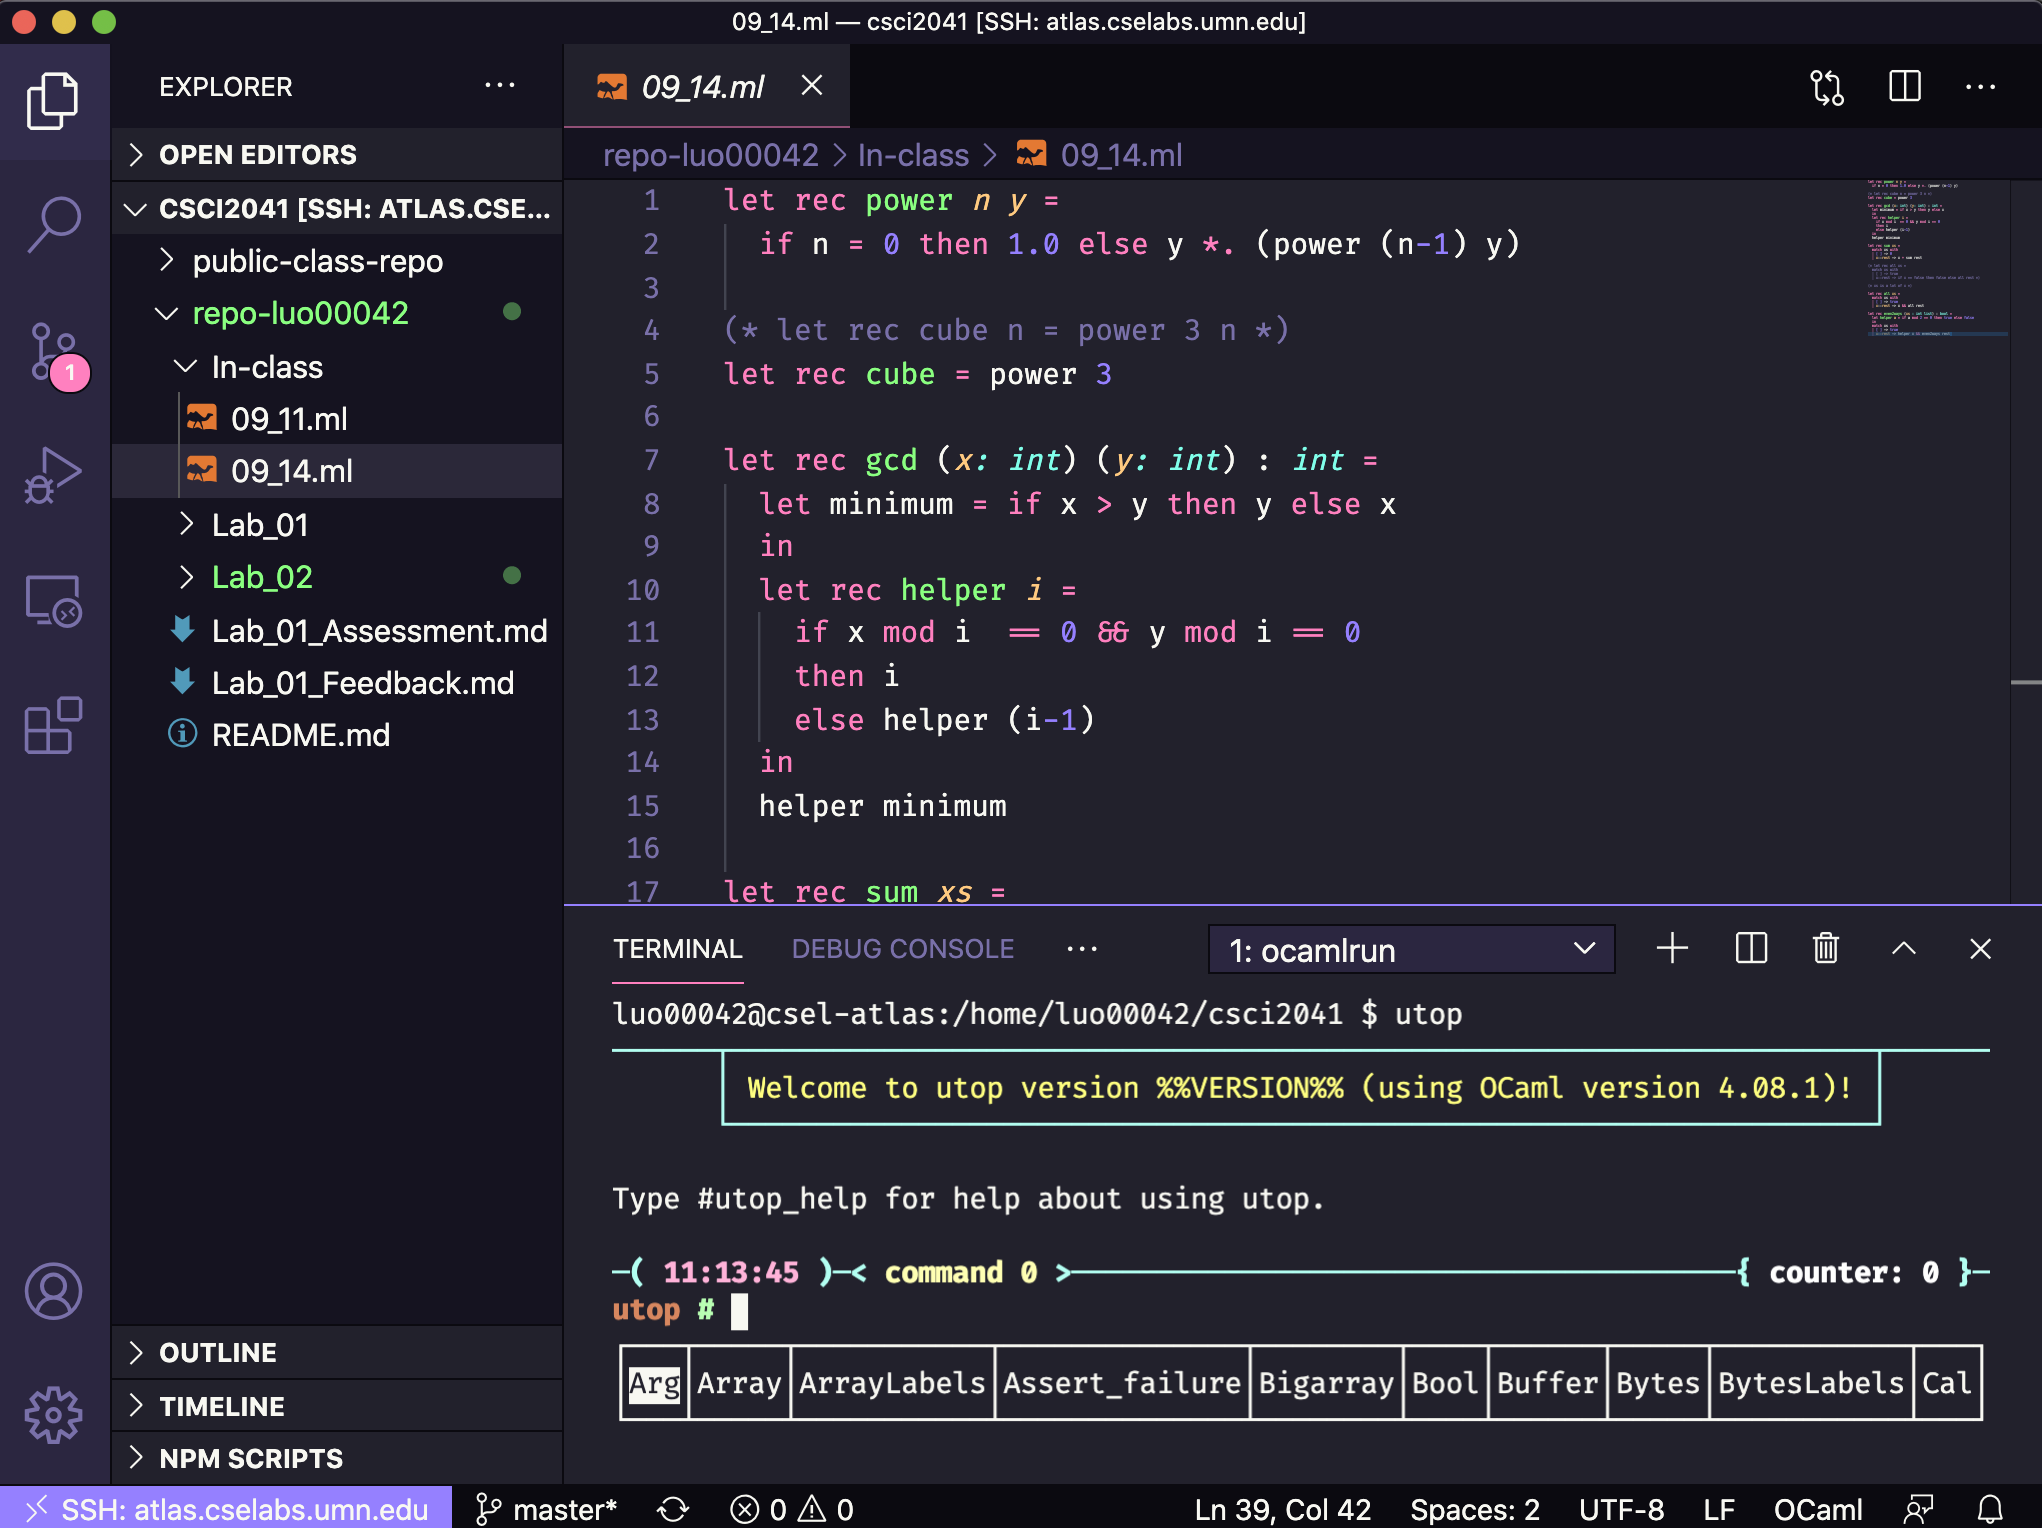 09_14.ml — csci2041 [SSH: atlas.cselabs.umn.edu]
EXPLORER
OPEN EDITORS
CSCI2041 [SSH: ATLAS.CSE...
public-class-repo
repo-luo00042
In-class
09_11.ml
09_14.ml
Lab_01
Lab_02
Lab_01_Assessment.md
Lab_01_Feedback.md
README.md
OUTLINE
TIMELINE
NPM SCRIPTS
1
09_14.ml
repo-luo00042 > In-class > 09_14.ml
1 let rec power n y =
2 if n = 0 then 1.0 else y *. (power (n-1) y)
3
4 (* let rec cube n = power 3 n *)
5 let rec cube = power 3
6
7 let rec gcd (x: int) (y: int) : int =
8 let minimum = if x > y then y else x
9 in
10 let rec helper i =
11 if x mod i == 0 && y mod i == 0
12 then i
13 else helper (i-1)
14 in
15 helper minimum
16
17 let rec sum xs =
TERMINAL DEBUG CONSOLE ... 1: ocamlrun
luo00042@csel-atlas:/home/luo00042/csci2041 $ utop
Welcome to utop version %%VERSION%% (using OCaml version 4.08.1)!
Type #utop_help for help about using utop.
-( 11:13:45 )-< command 0 >-{ counter: 0 }-
utop #
Arg Array ArrayLabels Assert_failure Bigarray Bool Buffer Bytes BytesLabels Cal
SSH: atlas.cselabs.umn.edu master* 0 0 Ln 39, Col 42 Spaces: 2 UTF-8 LF OCaml